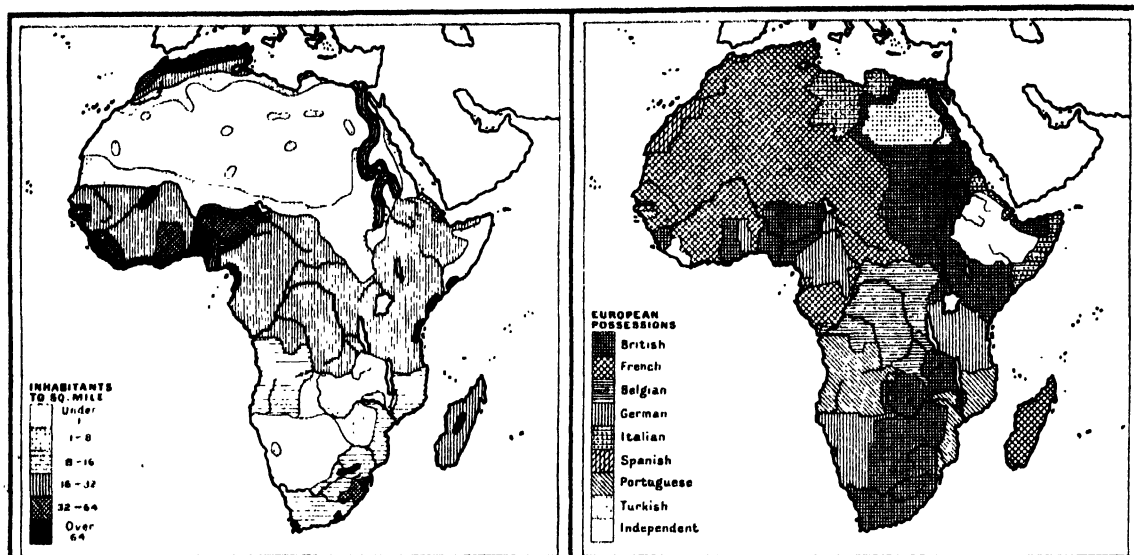 INHABITANTS
TO SQ. MILE
Under
1
1-8
8-16
16-32
32-64
Over
64
EUROPEAN
POSSESSIONS
British
French
Belgian
German
Italian
Spanish
Portuguese
Turkish
Independent